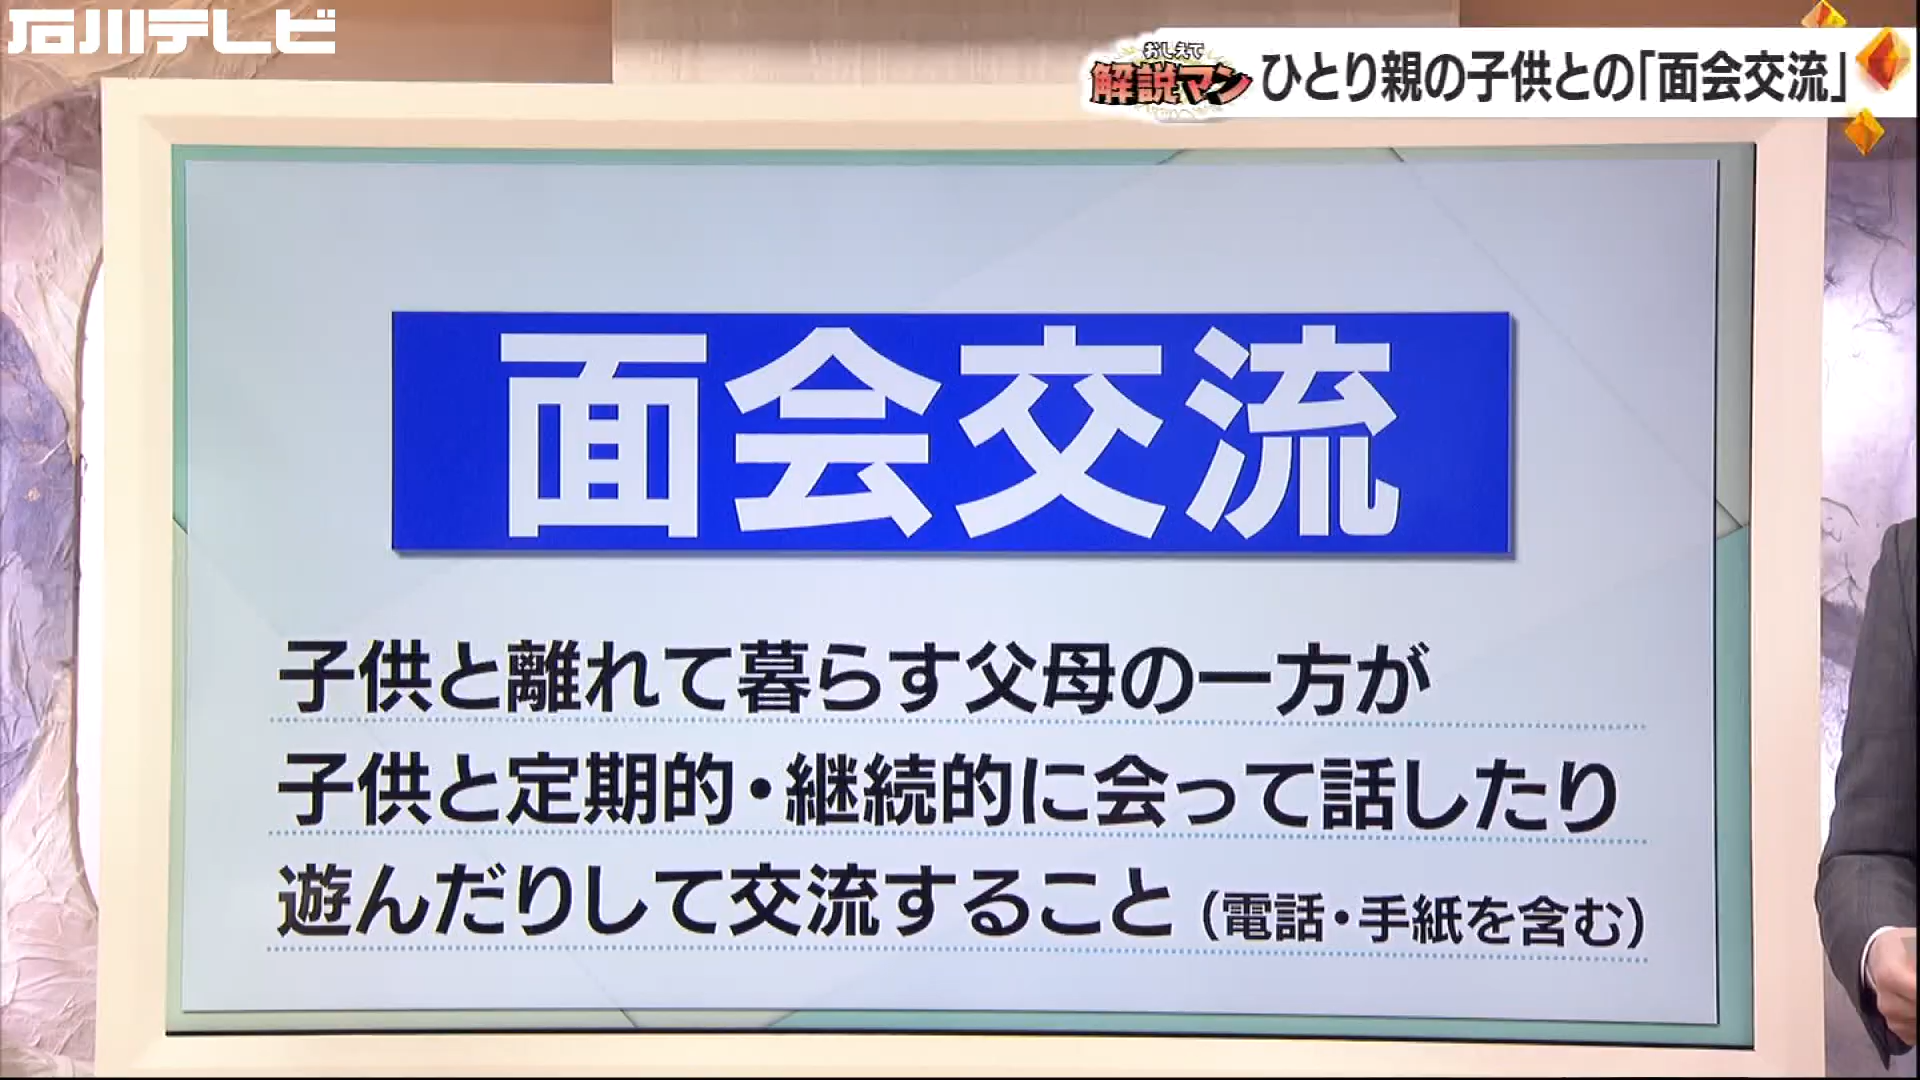 石川テレビ
おしえて
解説マン
ひとり親の子供との「面会交流」
面会交流
子供と離れて暮らす父母の一方が
子供と定期的・継続的に会って話したり
遊んだりして交流すること（電話・手紙を含む）